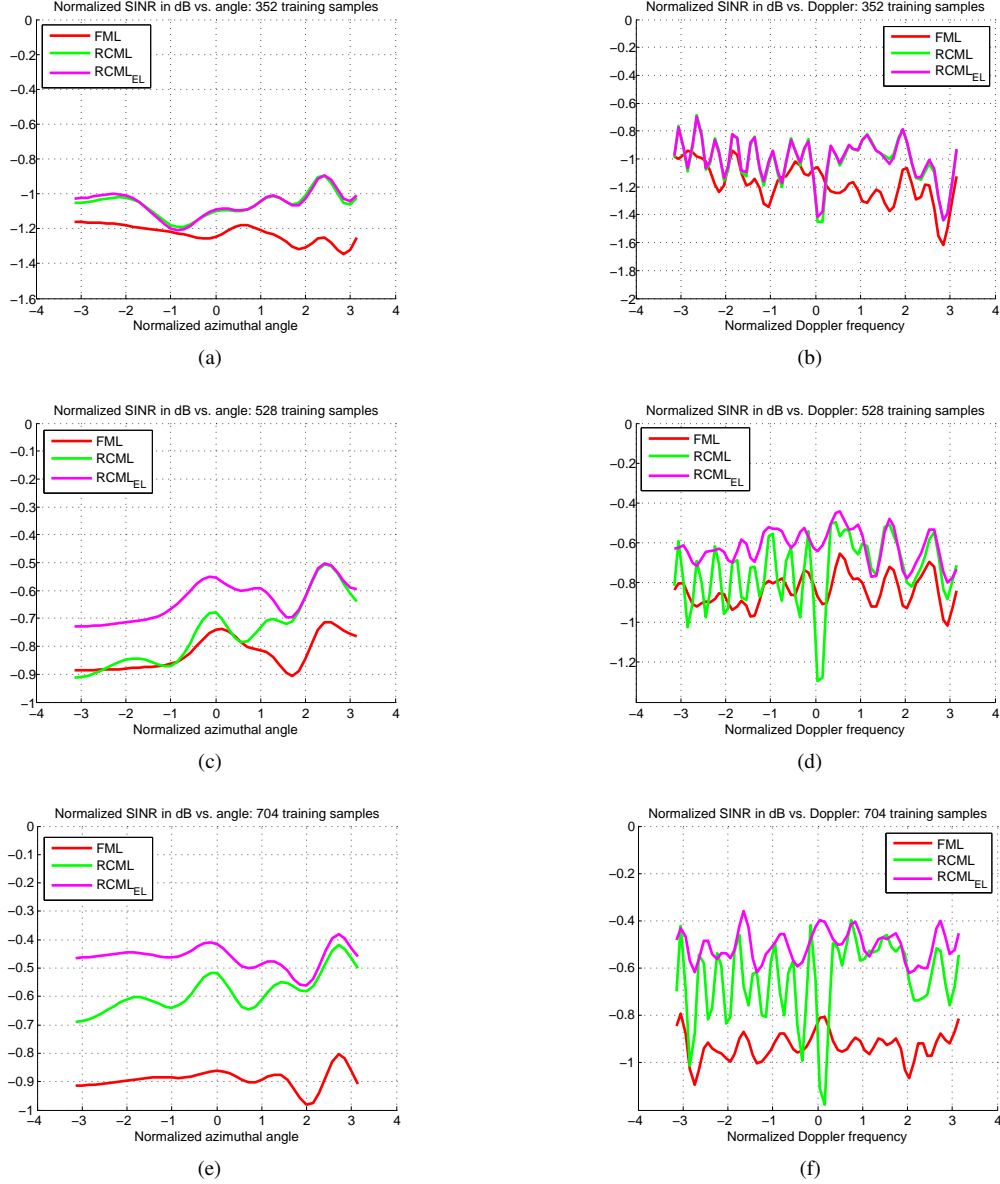 Normalized SINR in dB vs. angle: 352 training samples
0
−0.2
−0.4
−0.6
−0.8
−1
−1.2
−1.4
−1.6
FML
RCML
RCML_EL
−4 −3 −2 −1 0 1 2 3 4
Normalized azimuthal angle
(a)
Normalized SINR in dB vs. Doppler: 352 training samples
0
−0.2
−0.4
−0.6
−0.8
−1
−1.2
−1.4
−1.6
−1.8
−2
FML
RCML
RCML_EL
−4 −3 −2 −1 0 1 2 3 4
Normalized Doppler frequency
(b)
Normalized SINR in dB vs. angle: 528 training samples
0
−0.1
−0.2
−0.3
−0.4
−0.5
−0.6
−0.7
−0.8
−0.9
−1
FML
RCML
RCML_EL
−4 −3 −2 −1 0 1 2 3 4
Normalized azimuthal angle
(c)
Normalized SINR in dB vs. Doppler: 528 training samples
0
−0.2
−0.4
−0.6
−0.8
−1
−1.2
FML
RCML
RCML_EL
−4 −3 −2 −1 0 1 2 3 4
Normalized Doppler frequency
(d)
Normalized SINR in dB vs. angle: 704 training samples
0
−0.1
−0.2
−0.3
−0.4
−0.5
−0.6
−0.7
−0.8
−0.9
−1
FML
RCML
RCML_EL
−4 −3 −2 −1 0 1 2 3 4
Normalized azimuthal angle
(e)
Normalized SINR in dB vs. Doppler: 704 training samples
0
−0.2
−0.4
−0.6
−0.8
−1
FML
RCML
RCML_EL
−4 −3 −2 −1 0 1 2 3 4
Normalized Doppler frequency
(f)